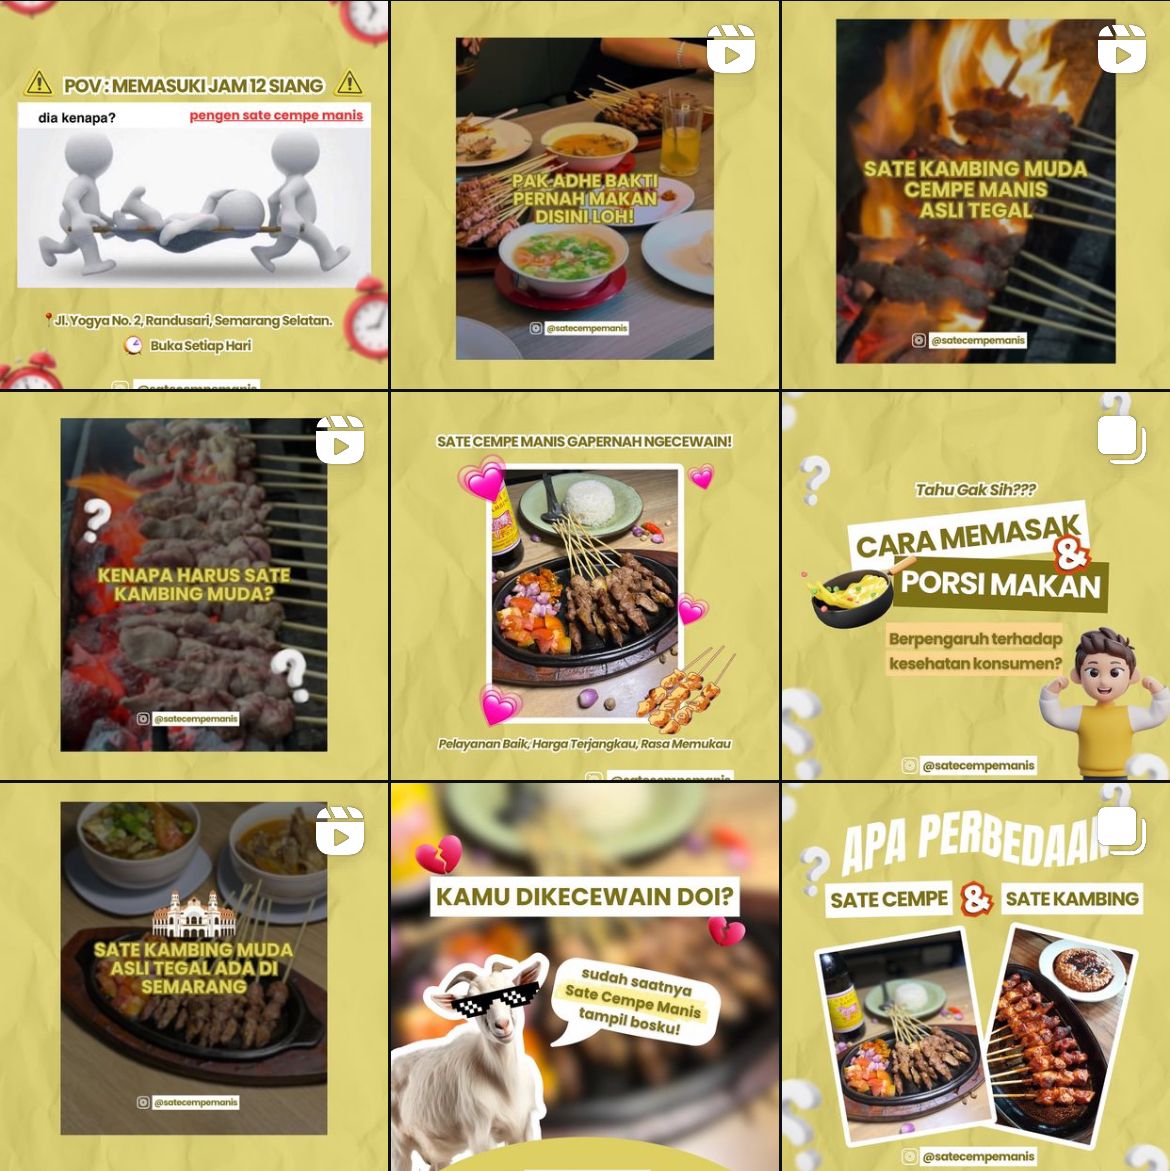 POV : MEMASUKI JAM 12 SIANG
dia kenapa?
pengen sate cempe manis
Jl. Yogya No. 2, Randusari, Semarang Selatan.
Buka Setiap Hari
@satecempemanis
PAK ADHE BAKTI
PERNAH MAKAN
DISINI LOH!
@satecempemanis
SATE KAMBING MUDA
CEMPE MANIS
ASLI TEGAL
@satecempemanis
KENAPA HARUS SATE
KAMBING MUDA?
@satecempemanis
SATE CEMPE MANIS GAPERNAH NGECEWAIN!
Pelayanan Baik, Harga Terjangkau, Rasa Memukau
@satecempemanis
Tahu Gak Sih???
CARA MEMASAK
&
PORSI MAKAN
Berpengaruh terhadap
kesehatan konsumen?
@satecempemanis
SATE KAMBING MUDA
ASLI TEGAL ADA DI
SEMARANG
@satecempemanis
KAMU DIKECEWAIN DOI?
sudah saatnya
Sate Cempe Manis
tampil bosku!
APA PERBEDAAN
SATE CEMPE & SATE KAMBING
@satecempemanis